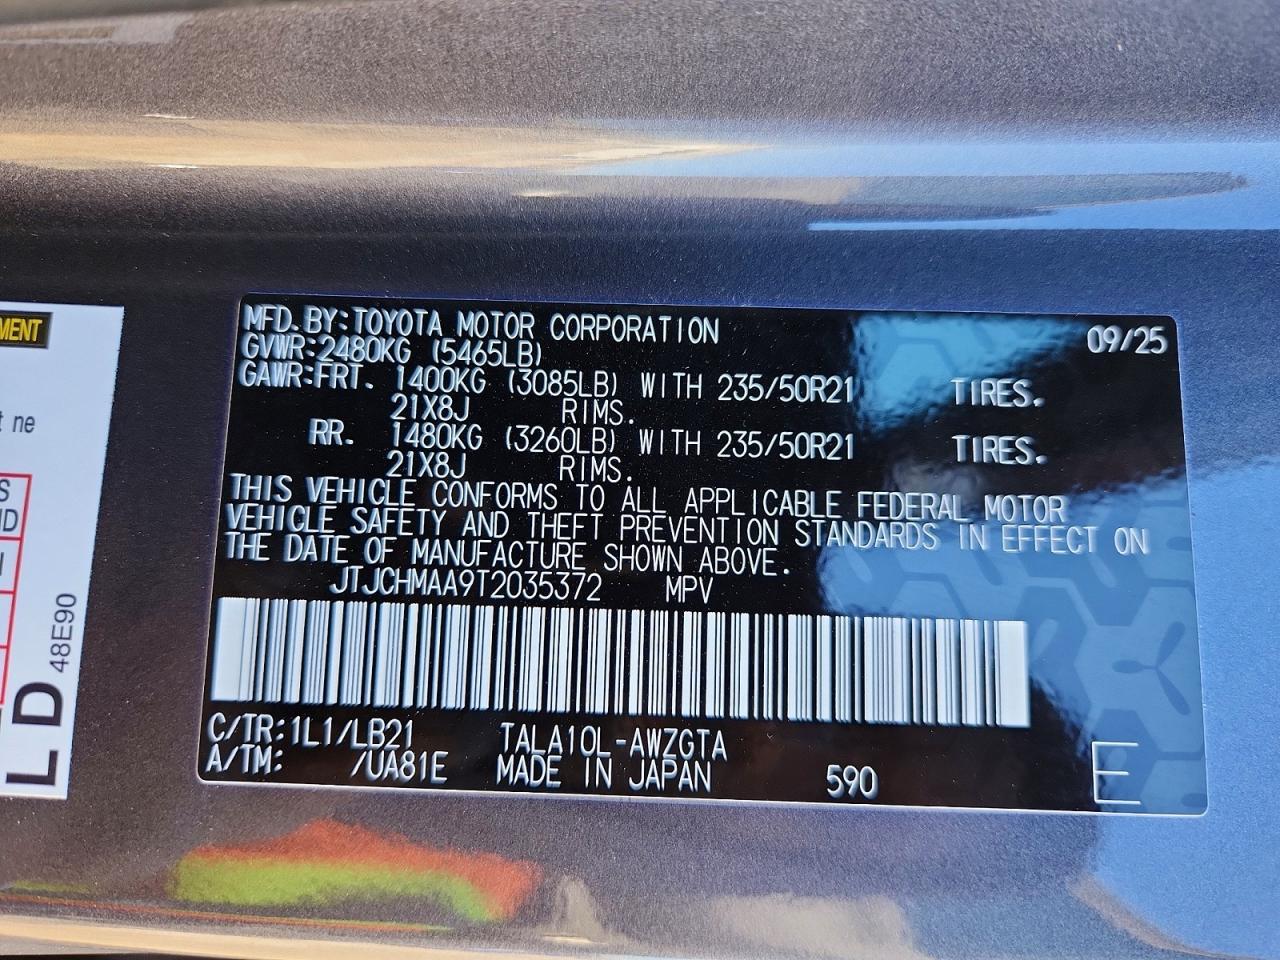 MFD. BY: TOYOTA MOTOR CORPORATION 09/25
GVWR: 2480KG (5465LB)
GAWR: FRT. 1400KG (3085LB) WITH 235/50R21 TIRES.
21X8J RIMS.
RR. 1480KG (3260LB) WITH 235/50R21 TIRES.
21X8J RIMS.
THIS VEHICLE CONFORMS TO ALL APPLICABLE FEDERAL MOTOR
VEHICLE SAFETY AND THEFT PREVENTION STANDARDS IN EFFECT ON
THE DATE OF MANUFACTURE SHOWN ABOVE.
JTJCHMAA9T2035372 MPV
C/TR: 1L1/LB21 TALA10L-AWZGTA
A/TM: /UA81E MADE IN JAPAN 590 E
ne
LD 48E90